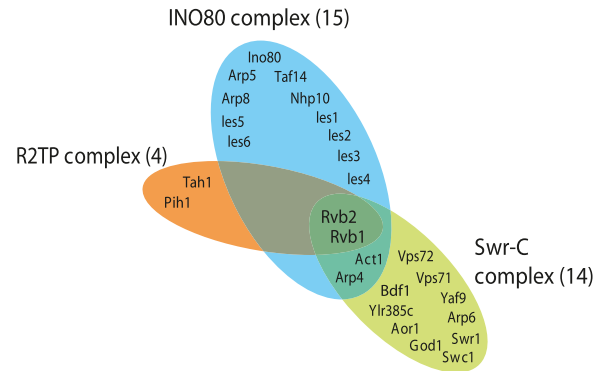 INO80 complex (15)
Ino80
Arp5
Taf14
Arp8
Nhp10
Ies5
Ies1
Ies6
Ies2
Ies3
Ies4
R2TP complex (4)
Tah1
Pih1
Rvb2
Rvb1
Act1
Arp4
Swr-C
complex (14)
Vps72
Vps71
Bdf1
Yaf9
Ylr385c
Arp6
Aor1
Swr1
God1
Swc1